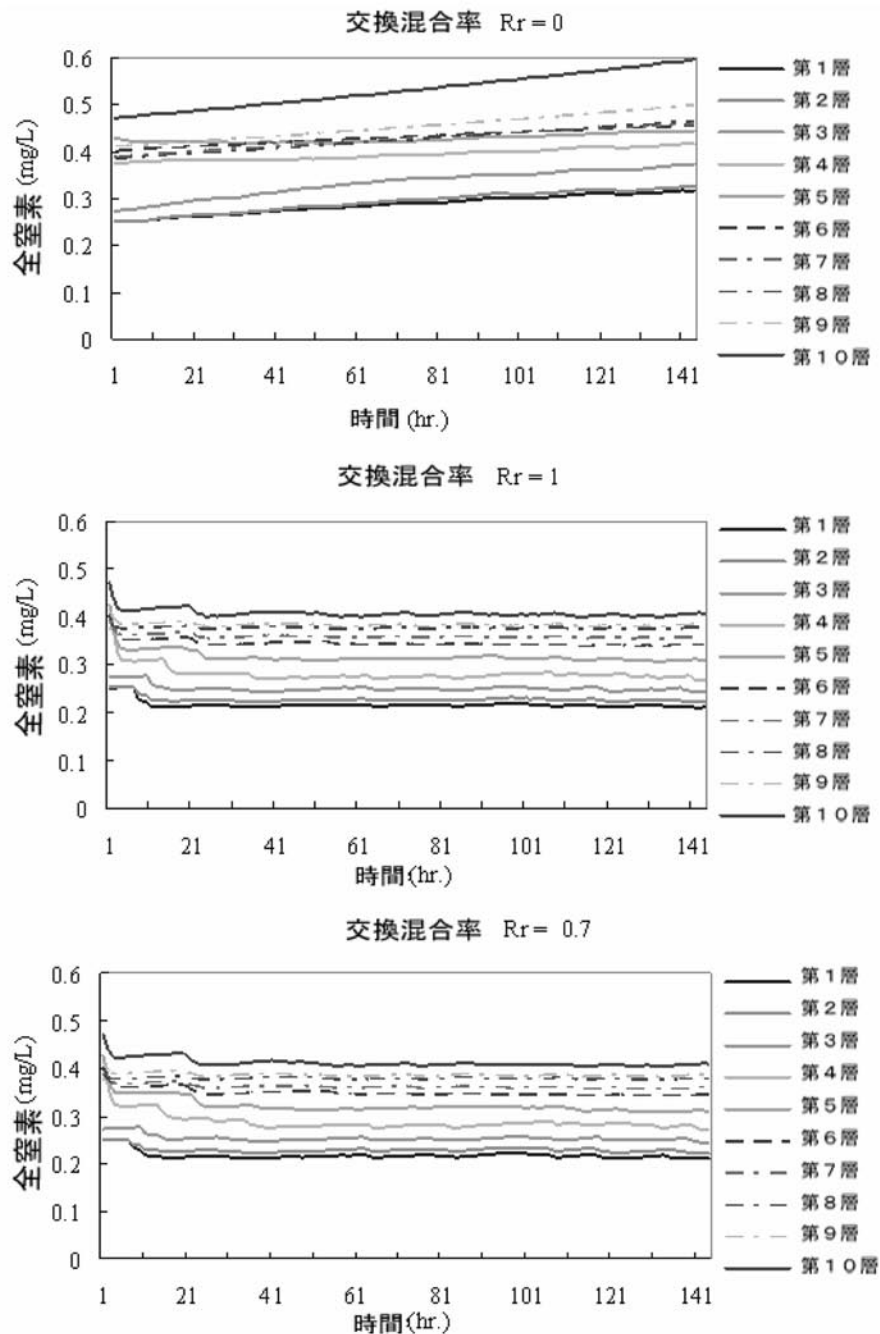 交換混合率 Rr = 0
全窒素 (mg/L)
0.6
0.5
0.4
0.3
0.2
0.1
0
1 21 41 61 81 101 121 141
時間 (hr.)
第1層
第2層
第3層
第4層
第5層
第6層
第7層
第8層
第9層
第10層
交換混合率 Rr = 1
全窒素 (mg/L)
0.6
0.5
0.4
0.3
0.2
0.1
0
1 21 41 61 81 101 121 141
時間(hr.)
第1層
第2層
第3層
第4層
第5層
第6層
第7層
第8層
第9層
第10層
交換混合率 Rr = 0.7
全窒素 (mg/L)
0.6
0.5
0.4
0.3
0.2
0.1
0
1 21 41 61 81 101 121 141
時間(hr.)
第1層
第2層
第3層
第4層
第5層
第6層
第7層
第8層
第9層
第10層